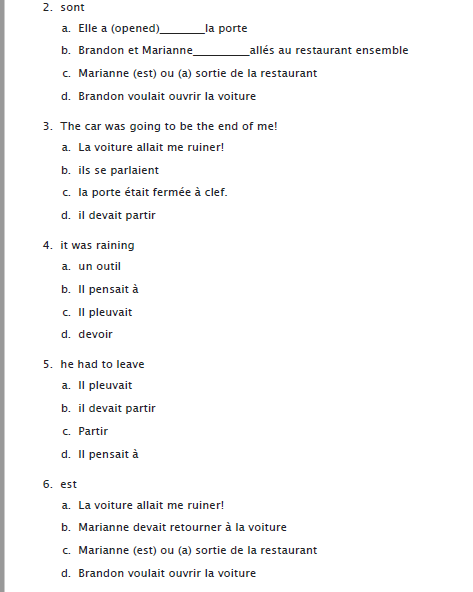 2. sont
a. Elle a (opened)________la porte
b. Brandon et Marianne__________allés au restaurant ensemble
c. Marianne (est) ou (a) sortie de la restaurant
d. Brandon voulait ouvrir la voiture
3. The car was going to be the end of me!
a. La voiture allait me ruiner!
b. ils se parlaient
c. la porte était fermée à clef.
d. il devait partir
4. it was raining
a. un outil
b. Il pensait à
c. Il pleuvait
d. devoir
5. he had to leave
a. Il pleuvait
b. il devait partir
c. Partir
d. Il pensait à
6. est
a. La voiture allait me ruiner!
b. Marianne devait retourner à la voiture
c. Marianne (est) ou (a) sortie de la restaurant
d. Brandon voulait ouvrir la voiture